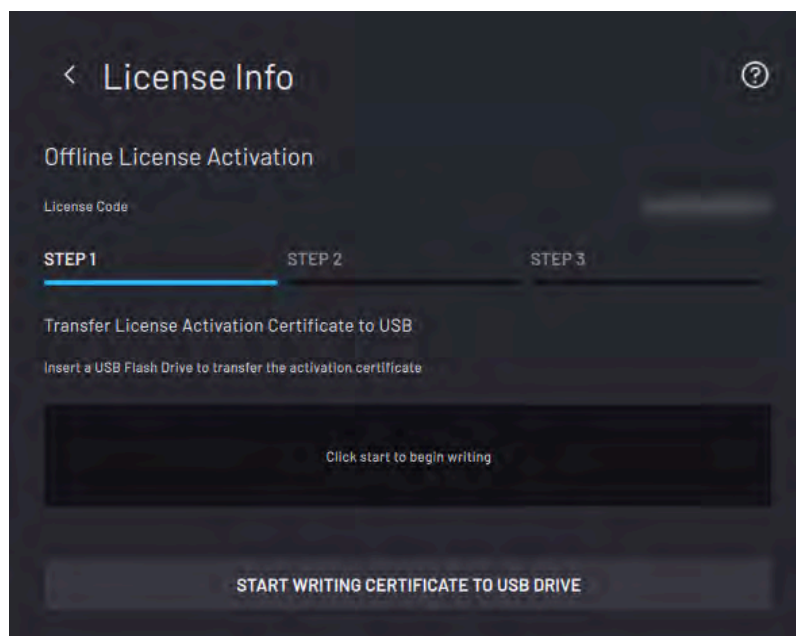 License Info
Offline License Activation
License Code
STEP 1 STEP 2 STEP 3
Transfer License Activation Certificate to USB
Insert a USB Flash Drive to transfer the activation certificate
Click start to begin writing
START WRITING CERTIFICATE TO USB DRIVE